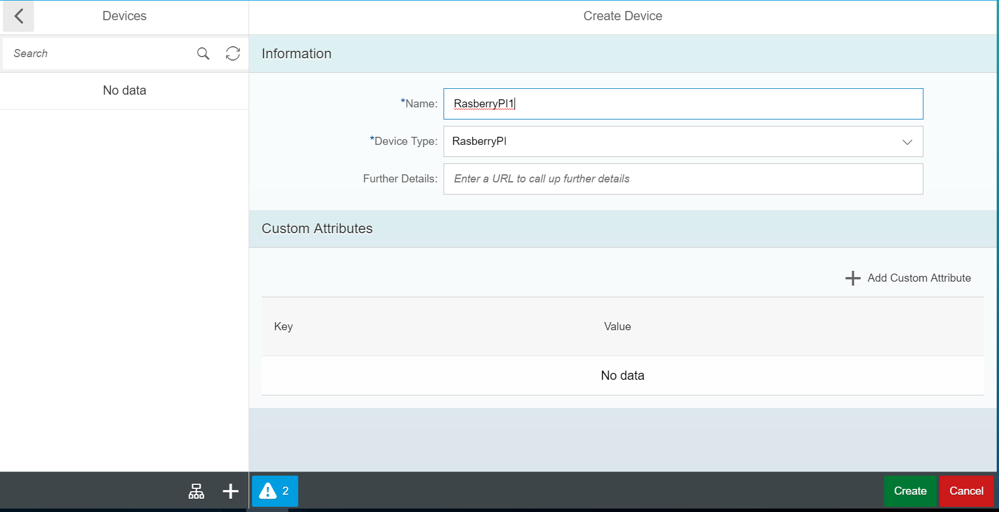 Devices
Create Device
Search
Information
No data
*Name: RasberryPI1
*Device Type: RasberryPI
Further Details: Enter a URL to call up further details
Custom Attributes
Add Custom Attribute
Key Value
No data
2
Create Cancel